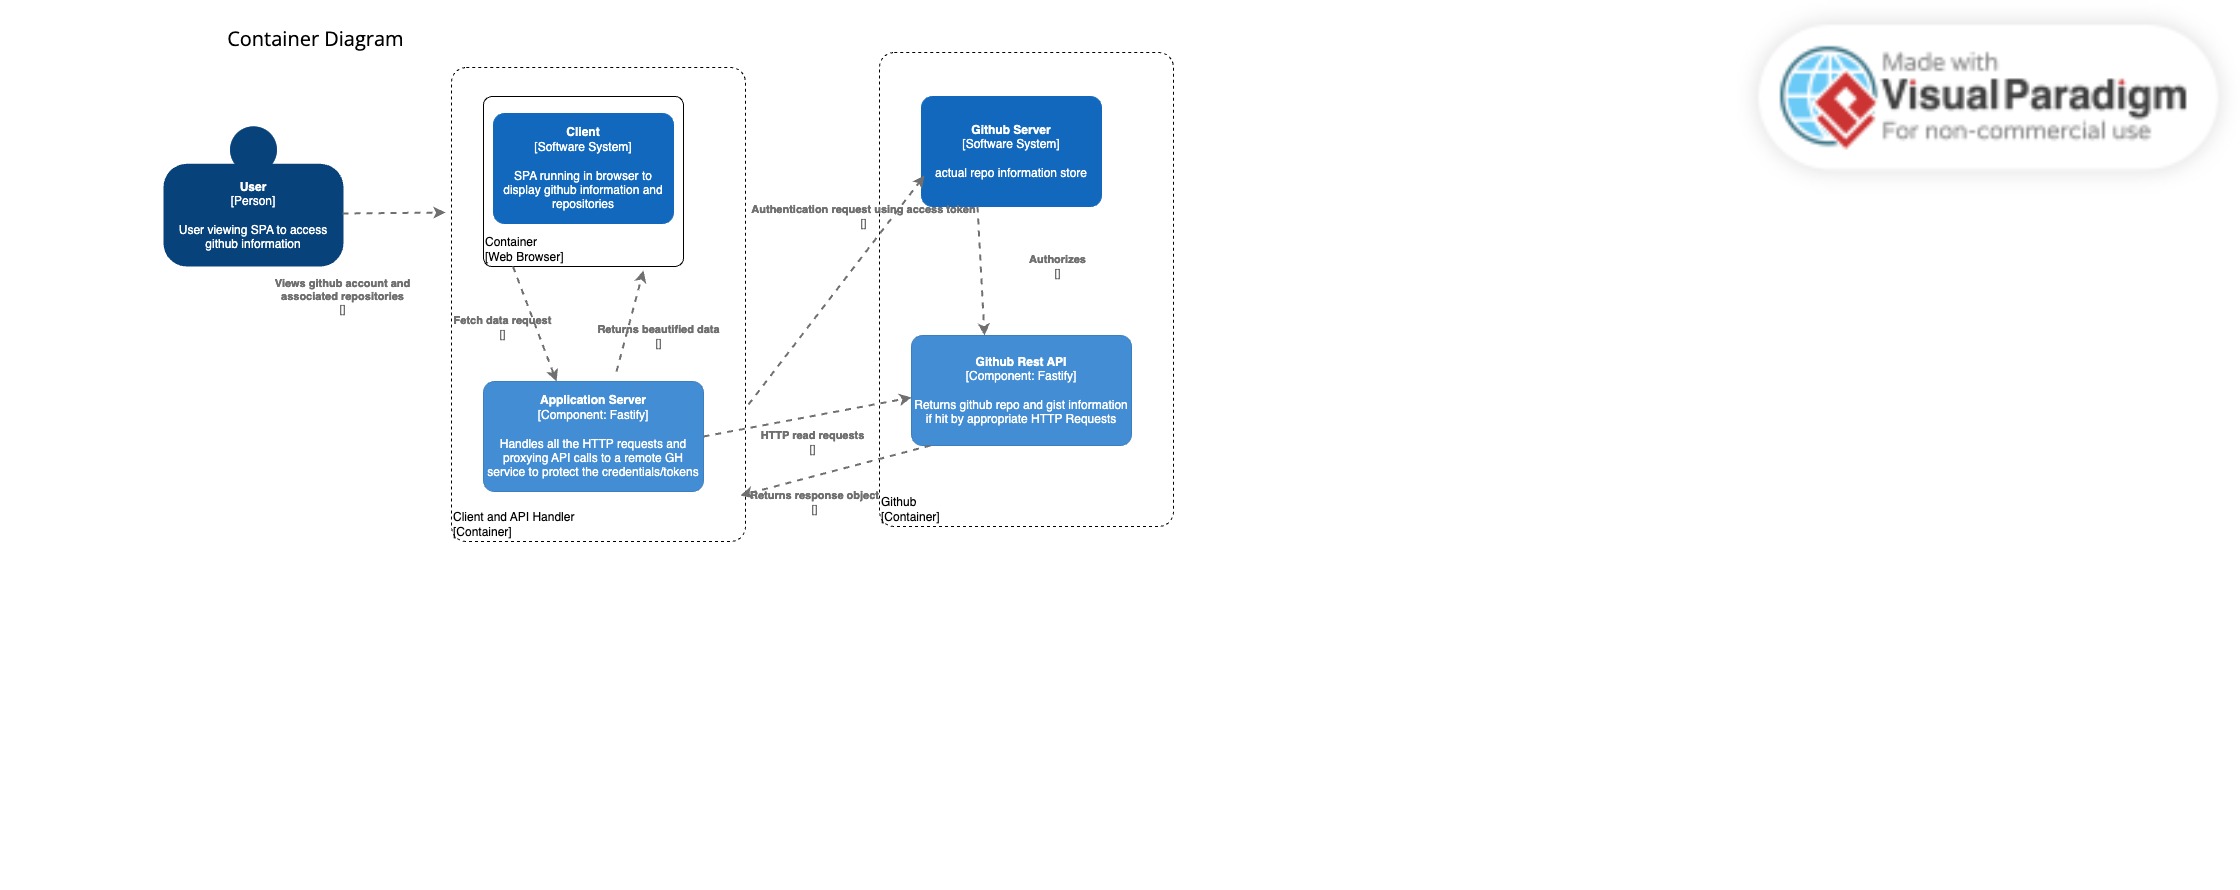 Container Diagram
Made with
Visual Paradigm
For non-commercial use
User
[Person]
User viewing SPA to access
github information
Views github account and
associated repositories
[]
Client
[Software System]
SPA running in browser to
display github information and
repositories
Container
[Web Browser]
Fetch data request
[]
Returns beautified data
[]
Application Server
[Component: Fastify]
Handles all the HTTP requests and
proxying API calls to a remote GH
service to protect the credentials/tokens
Client and API Handler
[Container]
Authentication request using access token
[]
HTTP read requests
[]
Returns response object
[]
Github Server
[Software System]
actual repo information store
Authorizes
[]
Github Rest API
[Component: Fastify]
Returns github repo and gist information
if hit by appropriate HTTP Requests
Github
[Container]